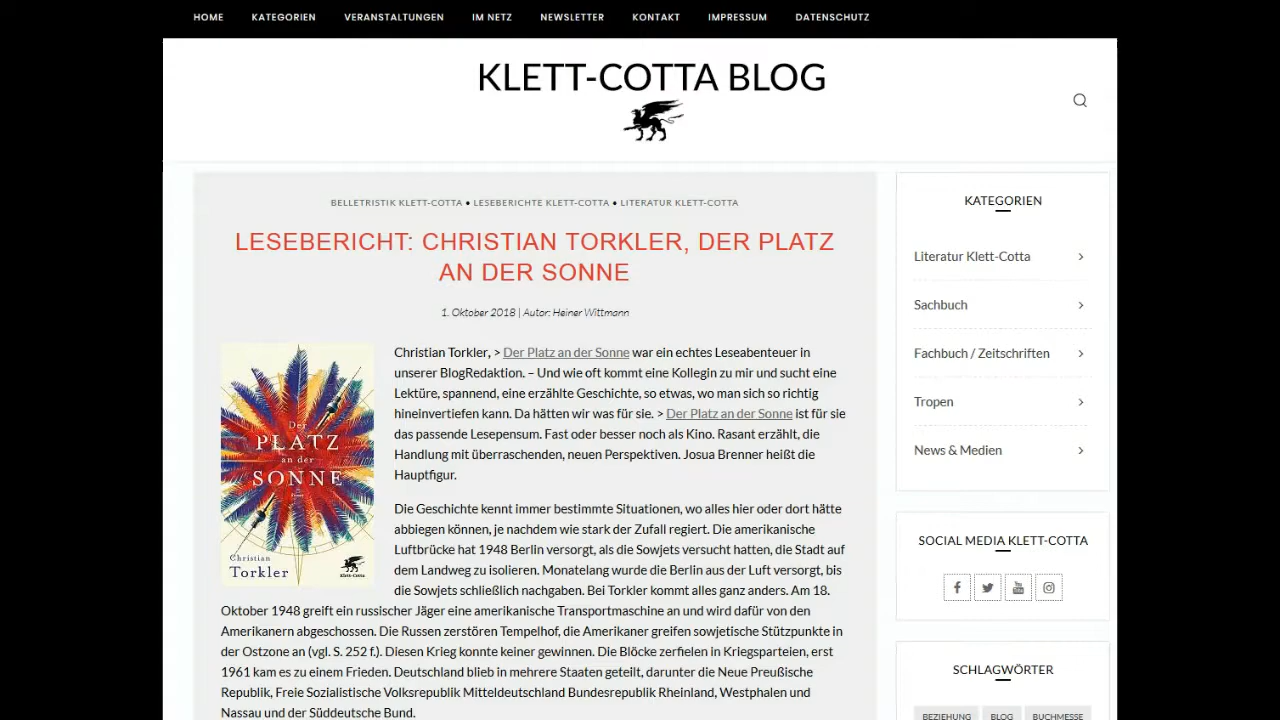 HOME KATEGORIEN VERANSTALTUNGEN IM NETZ NEWSLETTER KONTAKT IMPRESSUM DATENSCHUTZ
KLETT-COTTA BLOG
BELLETRISTIK KLETT-COTTA ● LESEBERICHTE KLETT-COTTA ● LITERATUR KLETT-COTTA
LESEBERICHT: CHRISTIAN TORKLER, DER PLATZ
AN DER SONNE
1. Oktober 2018 | Autor: Heiner Wittmann
Der
PLATZ
an der
SONNE
Christian
Torkler
Klett-Cotta
Christian Torkler, > Der Platz an der Sonne war ein echtes Leseabenteuer in
unserer BlogRedaktion. – Und wie oft kommt eine Kollegin zu mir und sucht eine
Lektüre, spannend, eine erzählte Geschichte, so etwas, wo man sich so richtig
hineinvertiefen kann. Da hätten wir was für sie. > Der Platz an der Sonne ist für sie
das passende Lesepensum. Fast oder besser noch als Kino. Rasant erzählt, die
Handlung mit überraschenden, neuen Perspektiven. Josua Brenner heißt die
Hauptfigur.
Die Geschichte kennt immer bestimmte Situationen, wo alles hier oder dort hätte
abbiegen können, je nachdem wie stark der Zufall regiert. Die amerikanische
Luftbrücke hat 1948 Berlin versorgt, als die Sowjets versucht hatten, die Stadt auf
dem Landweg zu isolieren. Monatelang wurde die Berlin aus der Luft versorgt, bis
die Sowjets schließlich nachgaben. Bei Torkler kommt alles ganz anders. Am 18.
Oktober 1948 greift ein russischer Jäger eine amerikanische Transportmaschine an und wird dafür von den
Amerikanern abgeschossen. Die Russen zerstören Tempelhof, die Amerikaner greifen sowjetische Stützpunkte in
der Ostzone an (vgl. S. 252 f.). Diesen Krieg konnte keiner gewinnen. Die Blöcke zerfielen in Kriegsparteien, erst
1961 kam es zu einem Frieden. Deutschland blieb in mehrere Staaten geteilt, darunter die Neue Preußische
Republik, Freie Sozialistische Volksrepublik Mitteldeutschland Bundesrepublik Rheinland, Westphalen und
Nassau und der Süddeutsche Bund.
KATEGORIEN
Literatur Klett-Cotta
Sachbuch
Fachbuch / Zeitschriften
Tropen
News & Medien
SOCIAL MEDIA KLETT-COTTA
SCHLAGWÖRTER
BEZIEHUNG BLOG BUCHMESSE